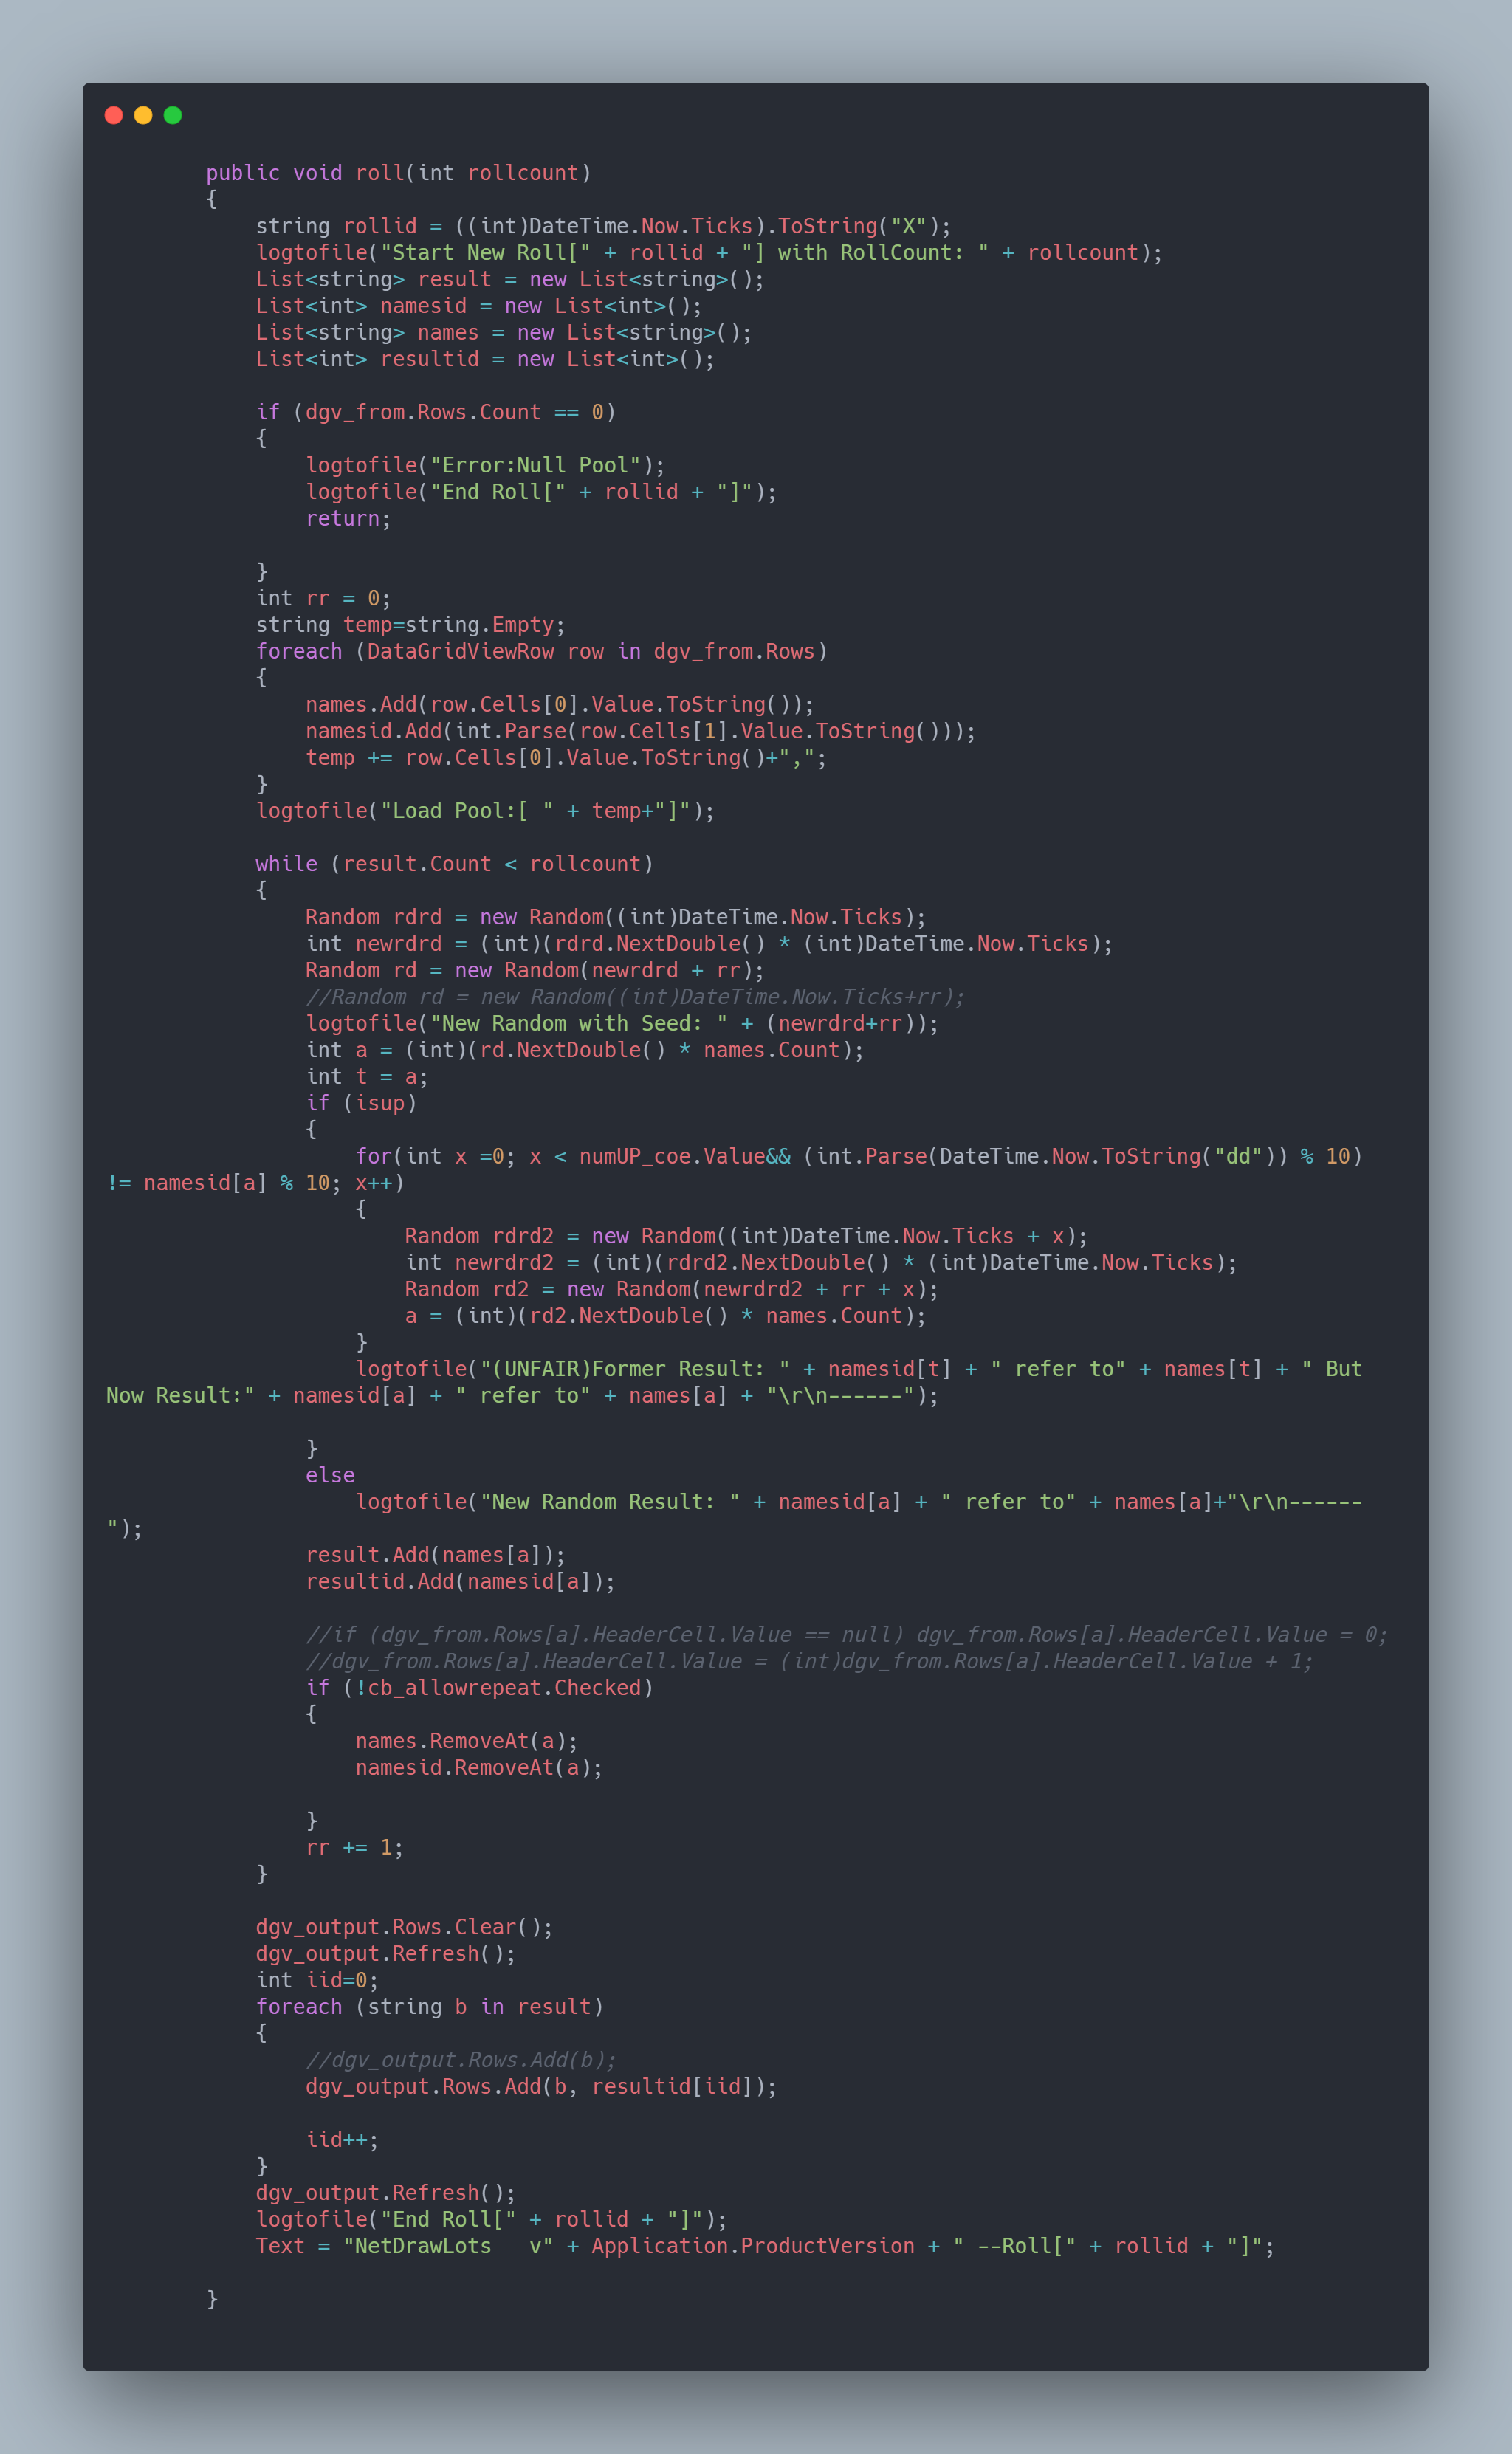 public void roll(int rollcount)
        {
            string rollid = ((int)DateTime.Now.Ticks).ToString("X");
            logtofile("Start New Roll[" + rollid + "] with RollCount: " + rollcount);
            List<string> result = new List<string>();
            List<int> namesid = new List<int>();
            List<string> names = new List<string>();
            List<int> resultid = new List<int>();

            if (dgv_from.Rows.Count == 0)
            {
                logtofile("Error:Null Pool");
                logtofile("End Roll[" + rollid + "]");
                return;

            }
            int rr = 0;
            string temp=string.Empty;
            foreach (DataGridViewRow row in dgv_from.Rows)
            {
                names.Add(row.Cells[0].Value.ToString());
                namesid.Add(int.Parse(row.Cells[1].Value.ToString()));
                temp += row.Cells[0].Value.ToString()+",";
            }
            logtofile("Load Pool:[ " + temp+"]");

            while (result.Count < rollcount)
            {
                Random rdrd = new Random((int)DateTime.Now.Ticks);
                int newrdrd = (int)(rdrd.NextDouble() * (int)DateTime.Now.Ticks);
                Random rd = new Random(newrdrd + rr);
                //Random rd = new Random((int)DateTime.Now.Ticks+rr);
                logtofile("New Random with Seed: " + (newrdrd+rr));
                int a = (int)(rd.NextDouble() * names.Count);
                int t = a;
                if (isup)
                {
                    for(int x =0; x < numUP_coe.Value&& (int.Parse(DateTime.Now.ToString("dd")) % 10)
!= namesid[a] % 10; x++)
                    {
                        Random rdrd2 = new Random((int)DateTime.Now.Ticks + x);
                        int newrdrd2 = (int)(rdrd2.NextDouble() * (int)DateTime.Now.Ticks);
                        Random rd2 = new Random(newrdrd2 + rr + x);
                        a = (int)(rd2.NextDouble() * names.Count);
                    }
                    logtofile("(UNFAIR)Former Result: " + namesid[t] + " refer to" + names[t] + " But
Now Result:" + namesid[a] + " refer to" + names[a] + "\r\n------");

                }
                else
                    logtofile("New Random Result: " + namesid[a] + " refer to" + names[a]+"\r\n------
");
                result.Add(names[a]);
                resultid.Add(namesid[a]);

                //if (dgv_from.Rows[a].HeaderCell.Value == null) dgv_from.Rows[a].HeaderCell.Value = 0;
                //dgv_from.Rows[a].HeaderCell.Value = (int)dgv_from.Rows[a].HeaderCell.Value + 1;
                if (!cb_allowrepeat.Checked)
                {
                    names.RemoveAt(a);
                    namesid.RemoveAt(a);

                }
                rr += 1;
            }

            dgv_output.Rows.Clear();
            dgv_output.Refresh();
            int iid=0;
            foreach (string b in result)
            {
                //dgv_output.Rows.Add(b);
                dgv_output.Rows.Add(b, resultid[iid]);

                iid++;
            }
            dgv_output.Refresh();
            logtofile("End Roll[" + rollid + "]");
            Text = "NetDrawLots   v" + Application.ProductVersion + " --Roll[" + rollid + "]";

        }